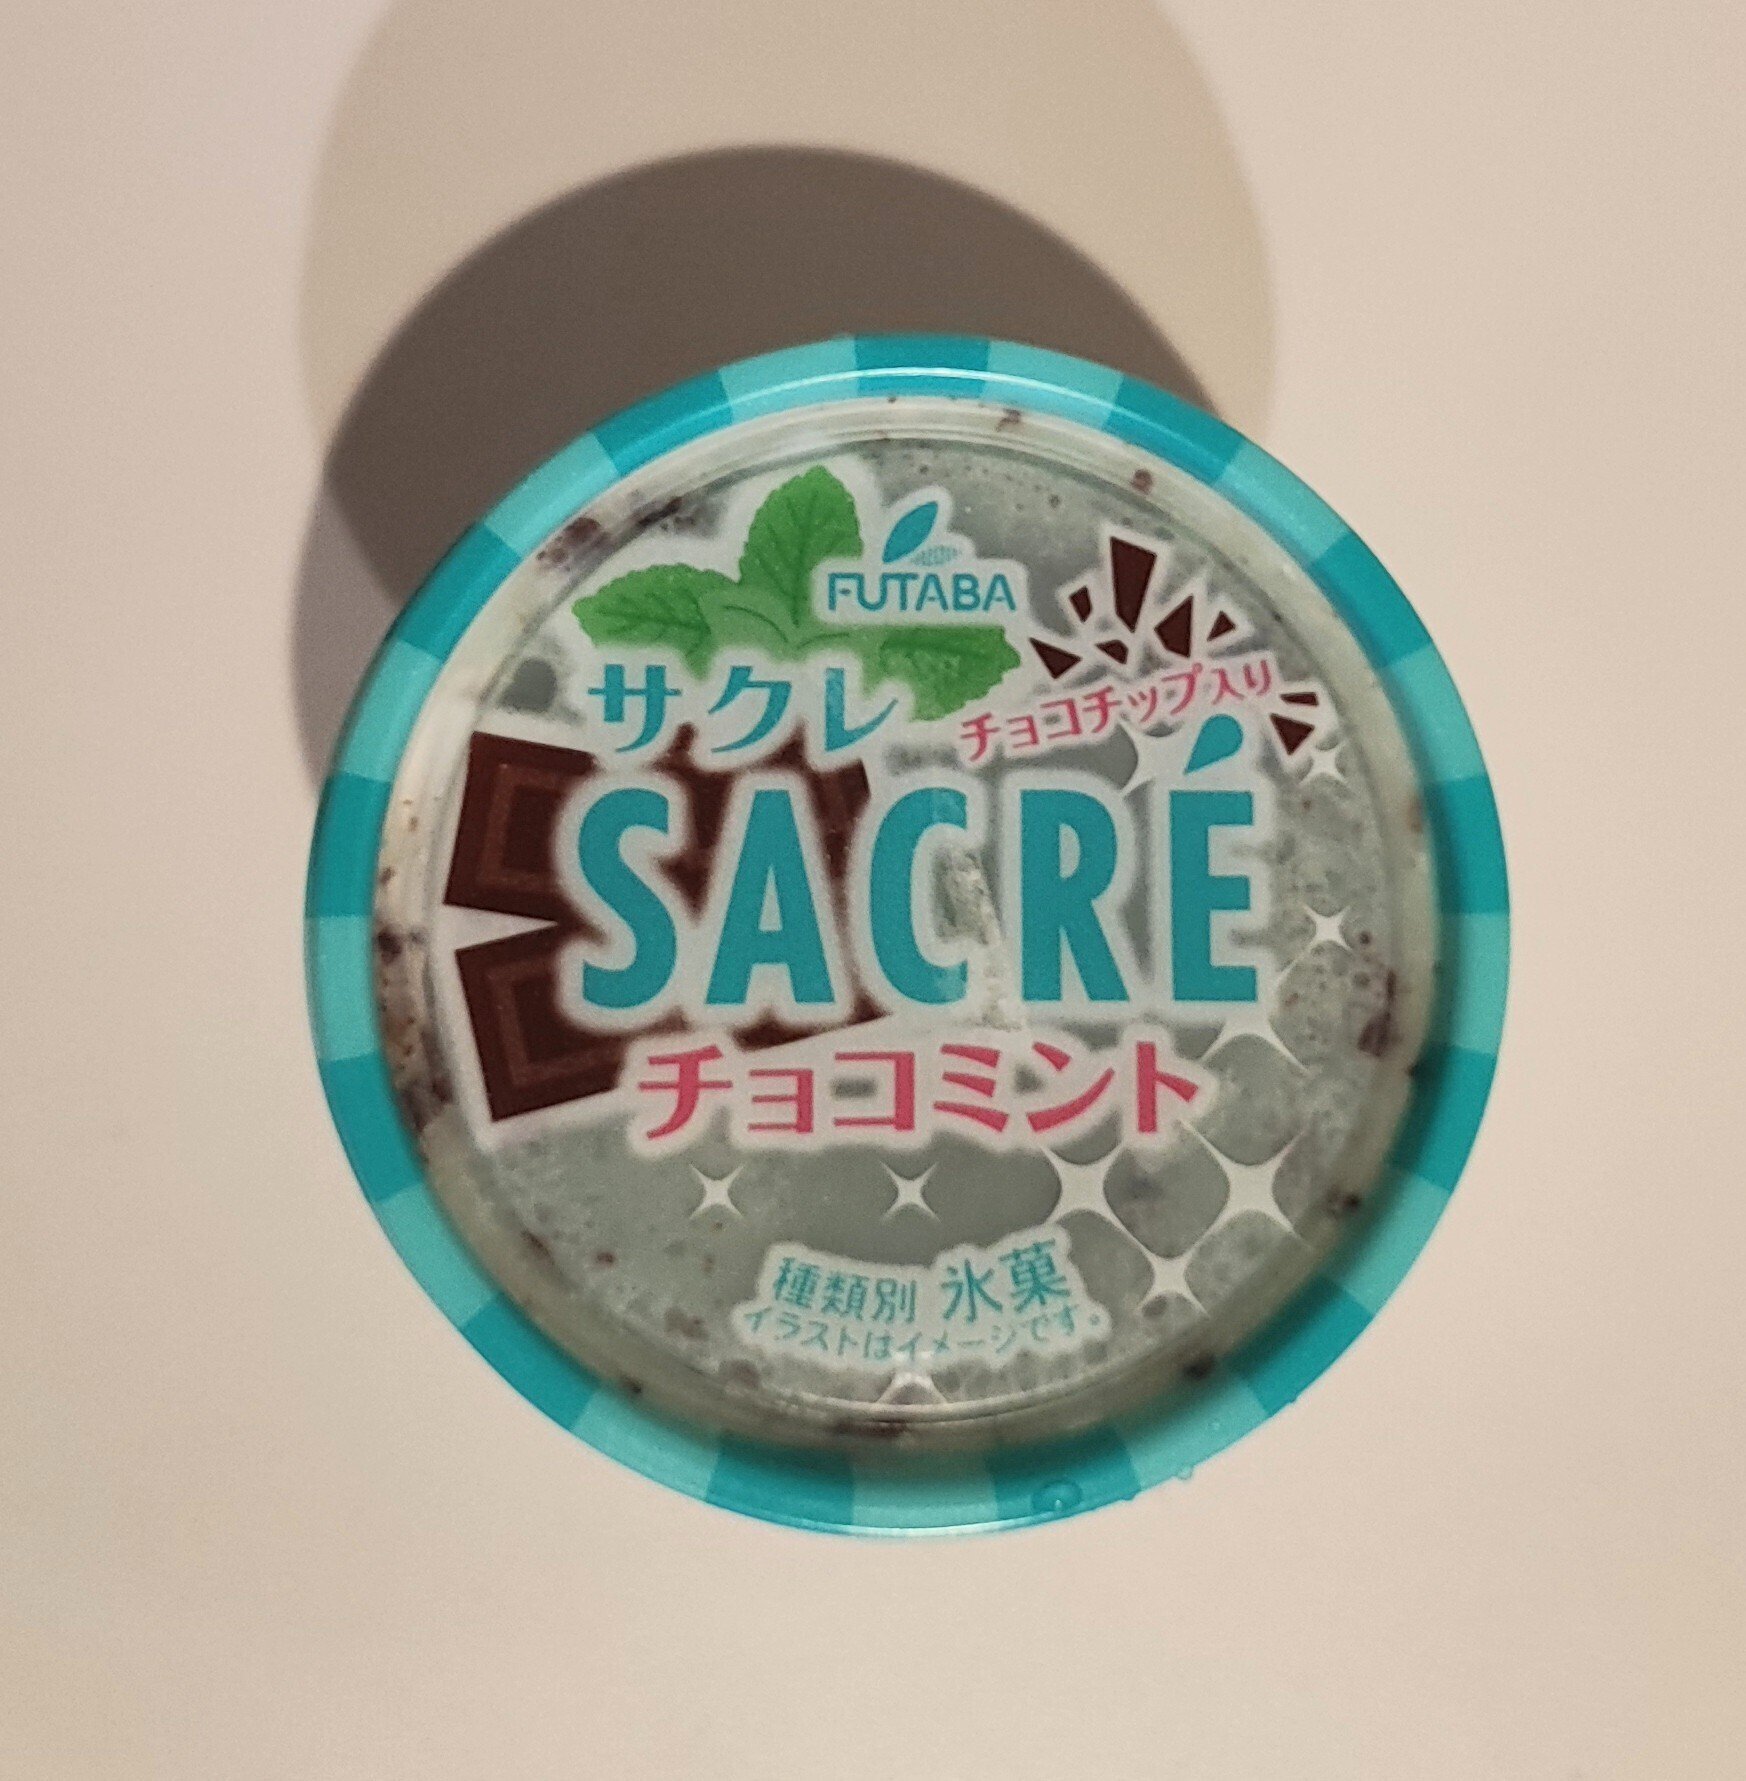 FUTABA
チョコチップ入り
サクレ
SACRÉ
チョコミント
種類別 氷菓
イラストはイメージです。